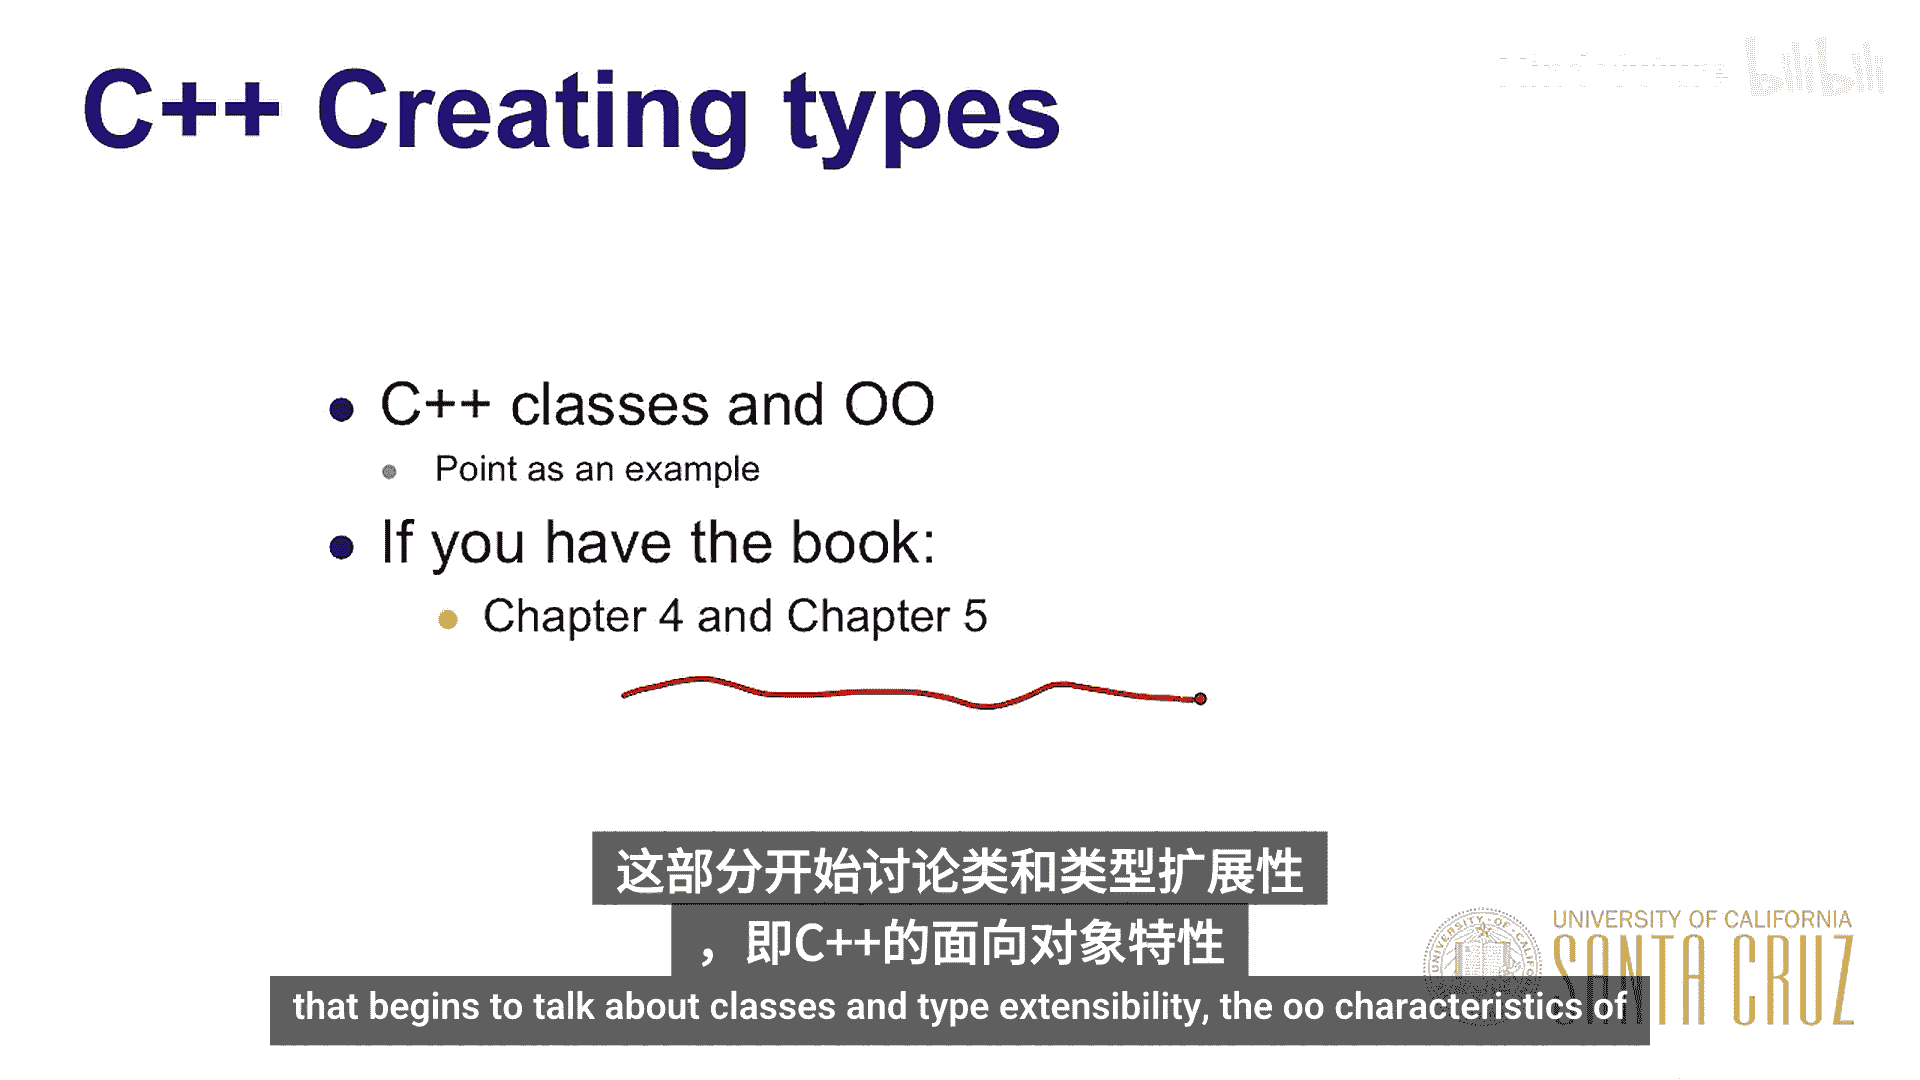 C++ Creating types
bilibili
C++ classes and OO
Point as an example
If you have the book:
Chapter 4 and Chapter 5
这部分开始讨论类和类型扩展性
，即C++的面向对象特性
that begins to talk about classes and type extensibility, the oo characteristics of
UNIVERSITY OF CALIFORNIA
SANTA CRUZ